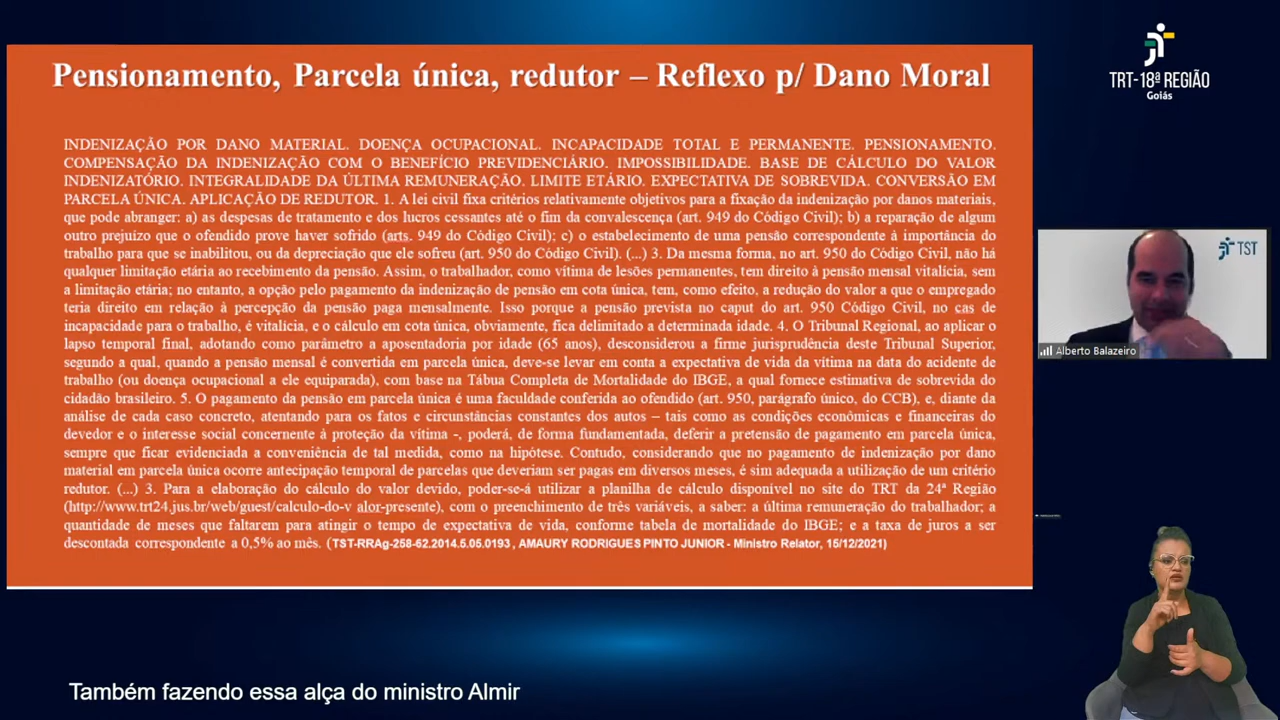 Pensionamento, Parcela única, redutor – Reflexo p/ Dano Moral
INDENIZAÇÃO POR DANO MATERIAL. DOENÇA OCUPACIONAL. INCAPACIDADE TOTAL E PERMANENTE. PENSIONAMENTO.
COMPENSAÇÃO DA INDENIZAÇÃO COM O BENEFÍCIO PREVIDENCIÁRIO. IMPOSSIBILIDADE. BASE DE CÁLCULO DO VALOR
INDENIZATÓRIO. INTEGRALIDADE DA ÚLTIMA REMUNERAÇÃO. LIMITE ETÁRIO. EXPECTATIVA DE SOBREVIDA. CONVERSÃO EM
PARCELA ÚNICA. APLICAÇÃO DE REDUTOR. 1. A lei civil fixa critérios relativamente objetivos para a fixação da indenização por danos materiais,
que pode abranger: a) as despesas de tratamento e dos lucros cessantes até o fim da convalescença (art. 949 do Código Civil); b) a reparação de algum
outro prejuízo que o ofendido prove haver sofrido (arts. 949 do Código Civil); c) o estabelecimento de uma pensão correspondente à importância do
trabalho para que se inabilitou, ou da depreciação que ele sofreu (art. 950 do Código Civil). (...) 3. Da mesma forma, no art. 950 do Código Civil, não há
qualquer limitação etária ao recebimento da pensão. Assim, o trabalhador, como vítima de lesões permanentes, tem direito à pensão mensal vitalícia, sem
a limitação etária; no entanto, a opção pelo pagamento da indenização de pensão em cota única, tem, como efeito, a redução do valor a que o empregado
teria direito em relação à percepção da pensão paga mensalmente. Isso porque a pensão prevista no caput do art. 950 Código Civil, no cas de
incapacidade para o trabalho, é vitalícia, e o cálculo em cota única, obviamente, fica delimitado a determinada idade. 4. O Tribunal Regional, ao aplicar o
lapso temporal final, adotando como parâmetro a aposentadoria por idade (65 anos), desconsiderou a firme jurisprudência deste Tribunal Superior,
segundo a qual, quando a pensão mensal é convertida em parcela única, deve-se levar em conta a expectativa de vida da vítima na data do acidente de
trabalho (ou doença ocupacional a ele equiparada), com base na Tábua Completa de Mortalidade do IBGE, a qual fornece estimativa de sobrevida do
cidadão brasileiro. 5. O pagamento da pensão em parcela única é uma faculdade conferida ao ofendido (art. 950, parágrafo único, do CCB), e, diante da
análise de cada caso concreto, atentando para os fatos e circunstâncias constantes dos autos – tais como as condições econômicas e financeiras do
devedor e o interesse social concernente à proteção da vítima -, poderá, de forma fundamentada, deferir a pretensão de pagamento em parcela única,
sempre que ficar evidenciada a conveniência de tal medida, como na hipótese. Contudo, considerando que no pagamento de indenização por dano
material em parcela única ocorre antecipação temporal de parcelas que deveriam ser pagas em diversos meses, é sim adequada a utilização de um critério
redutor. (...) 3. Para a elaboração do cálculo do valor devido, poder-se-á utilizar a planilha de cálculo disponível no site do TRT da 24ª Região
(http://www.trt24.jus.br/web/guest/calculo-do-v alor-presente), com o preenchimento de três variáveis, a saber: a última remuneração do trabalhador; a
quantidade de meses que faltarem para atingir o tempo de expectativa de vida, conforme tabela de mortalidade do IBGE; e a taxa de juros a ser
descontada correspondente a 0,5% ao mês. (TST-RRAg-258-62.2014.5.05.0193 , AMAURY RODRIGUES PINTO JUNIOR - Ministro Relator, 15/12/2021)
TRT-18ª REGIÃO
Goiás
TST
Alberto Balazeiro
Também fazendo essa alça do ministro Almir